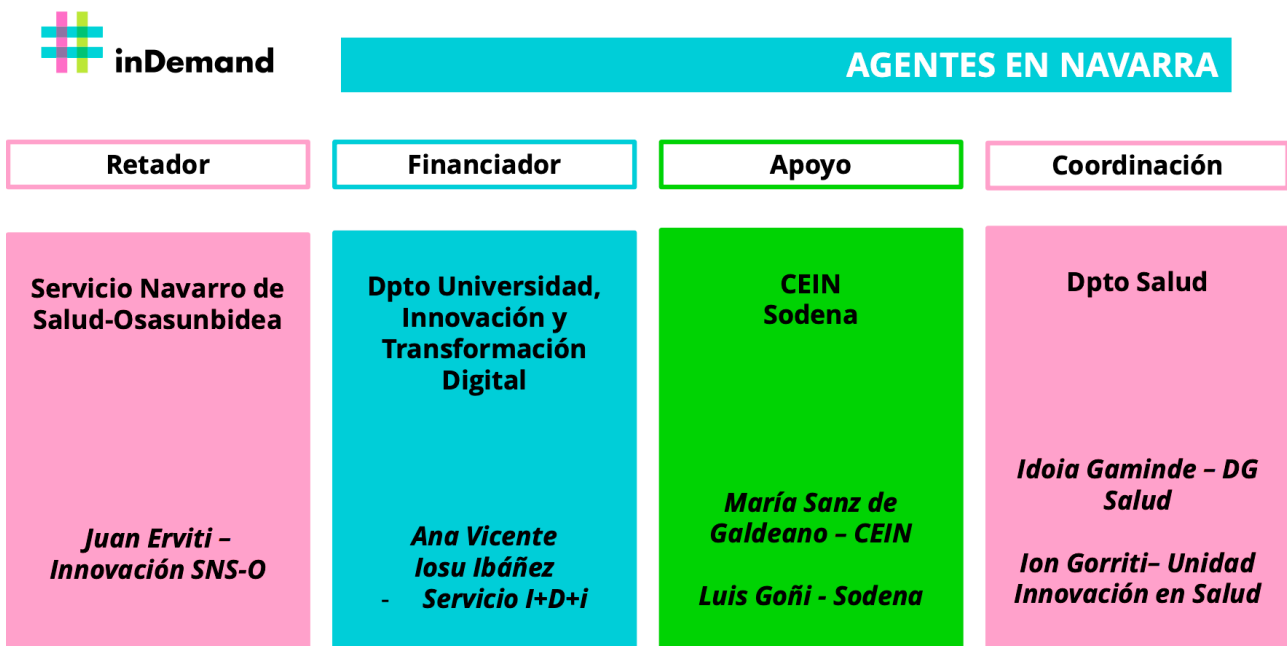 inDemand
AGENTES EN NAVARRA
Retador
Financiador
Apoyo
Coordinación
Servicio Navarro de
Salud-Osasunbidea
Juan Erviti –
Innovación SNS-O
Dpto Universidad,
Innovación y
Transformación
Digital
Ana Vicente
Iosu Ibáñez
- Servicio I+D+i
CEIN
Sodena
María Sanz de
Galdeano – CEIN
Luis Goñi - Sodena
Dpto Salud
Idoia Gaminde – DG
Salud
Ion Gorriti– Unidad
Innovación en Salud